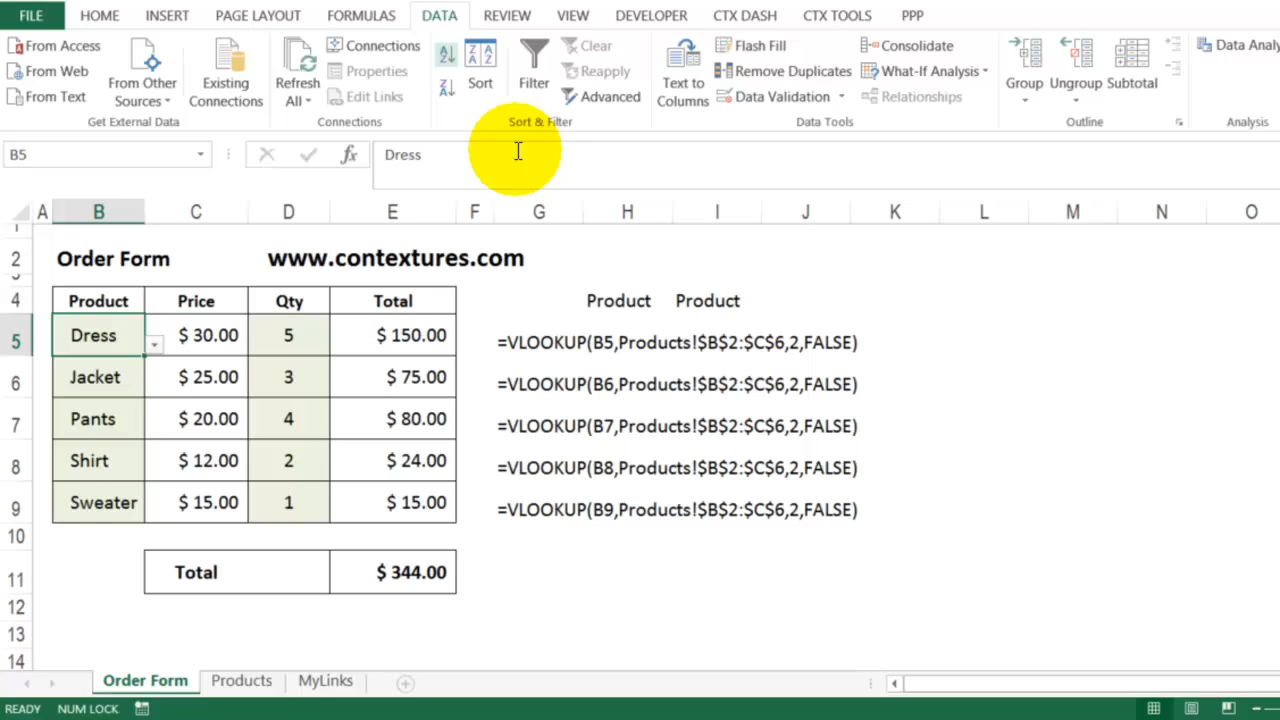 FILE HOME INSERT PAGE LAYOUT FORMULAS DATA REVIEW VIEW DEVELOPER CTX DASH CTX TOOLS PPP
From Access
From Web
From Text
From Other Sources
Existing Connections
Get External Data
Refresh All
Connections
Properties
Edit Links
Connections
Sort
Filter
Clear
Reapply
Advanced
Sort & Filter
Text to Columns
Flash Fill
Remove Duplicates
Data Validation
Consolidate
What-If Analysis
Relationships
Data Tools
Group
Ungroup
Subtotal
Outline
Data Analy
Analysis
B5 fx Dress
A B C D E F G H I J K L M N O
1
2 Order Form www.contextures.com
3
4 Product Price Qty Total Product Product
5 Dress $ 30.00 5 $ 150.00 =VLOOKUP(B5,Products!$B$2:$C$6,2,FALSE)
6 Jacket $ 25.00 3 $ 75.00 =VLOOKUP(B6,Products!$B$2:$C$6,2,FALSE)
7 Pants $ 20.00 4 $ 80.00 =VLOOKUP(B7,Products!$B$2:$C$6,2,FALSE)
8 Shirt $ 12.00 2 $ 24.00 =VLOOKUP(B8,Products!$B$2:$C$6,2,FALSE)
9 Sweater $ 15.00 1 $ 15.00 =VLOOKUP(B9,Products!$B$2:$C$6,2,FALSE)
10
11 Total $ 344.00
12
13
14
Order Form Products MyLinks
READY NUM LOCK